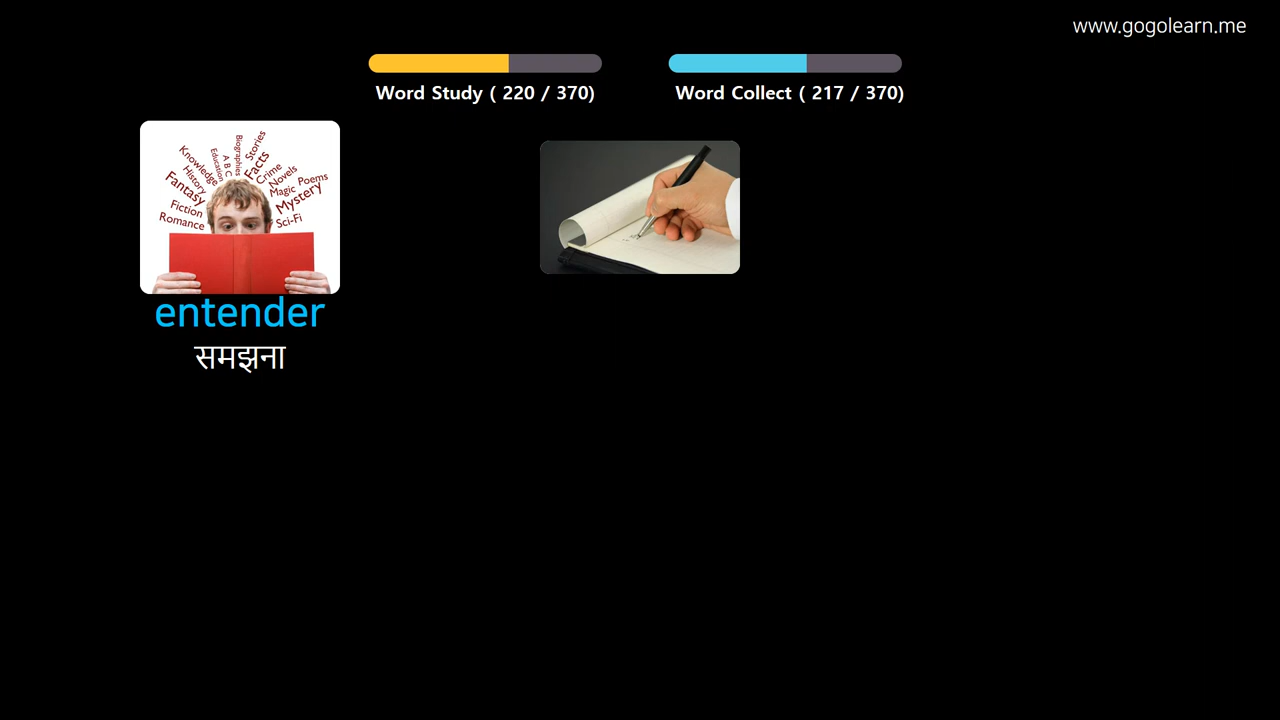 www.gogolearn.me
Word Study ( 220 / 370)
Word Collect ( 217 / 370)
Stories
Biographies
Facts
A B C
Education
Knowledge
Crime
Novels
History
Magic
Poems
Fantasy
Mystery
Fiction
Romance
Sci-Fi
entender
समझना